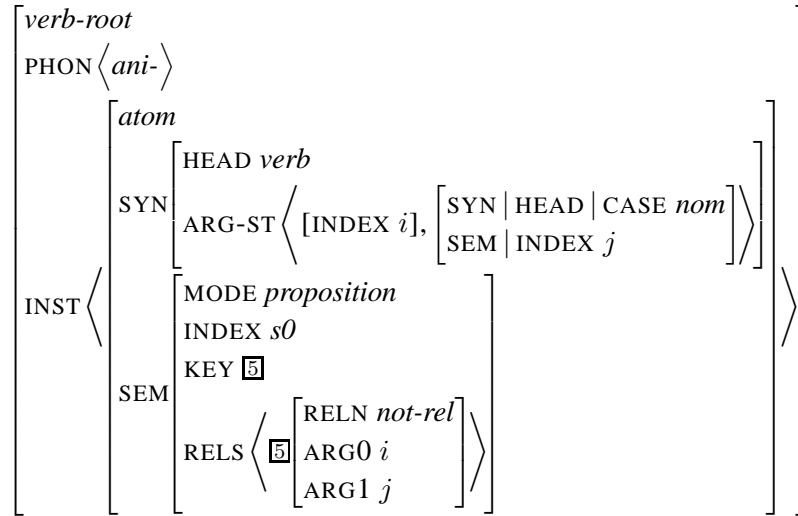 verb-root
PHON ⟨ani-⟩
atom
HEAD verb
SYN
ARG-ST ⟨ [INDEX i], [SYN | HEAD | CASE nom
SEM | INDEX j] ⟩
INST
MODE proposition
INDEX s0
KEY 5
SEM
RELN not-rel
RELS ⟨ 5 ARG0 i ⟩
ARG1 j